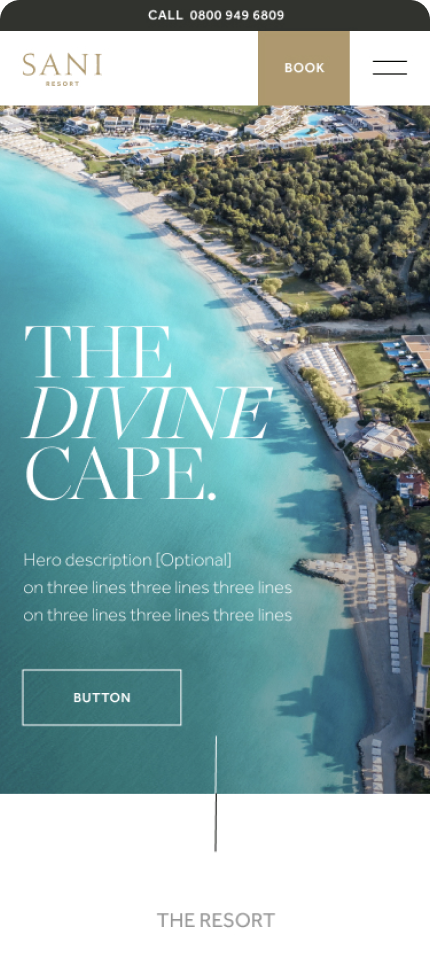 CALL 0800 949 6809
SANI
RESORT
BOOK
THE
DIVINE
CAPE.
Hero description [Optional]
on three lines three lines three lines
on three lines three lines three lines
BUTTON
THE RESORT